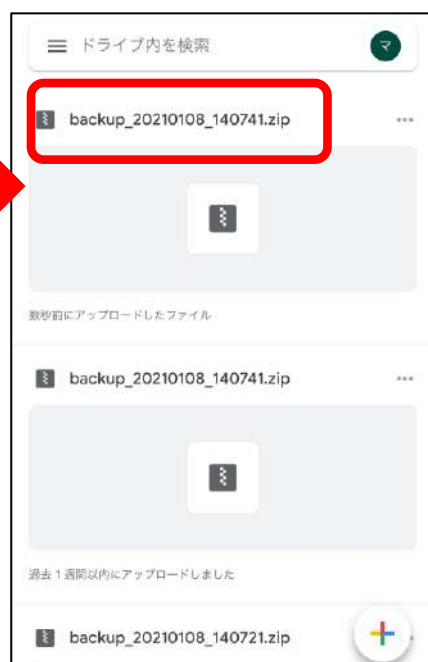 ドライブ内を検索
マ
backup_20210108_140741.zip
数秒前にアップロードしたファイル
backup_20210108_140741.zip
過去1週間以内にアップロードしました
backup_20210108_140721.zip